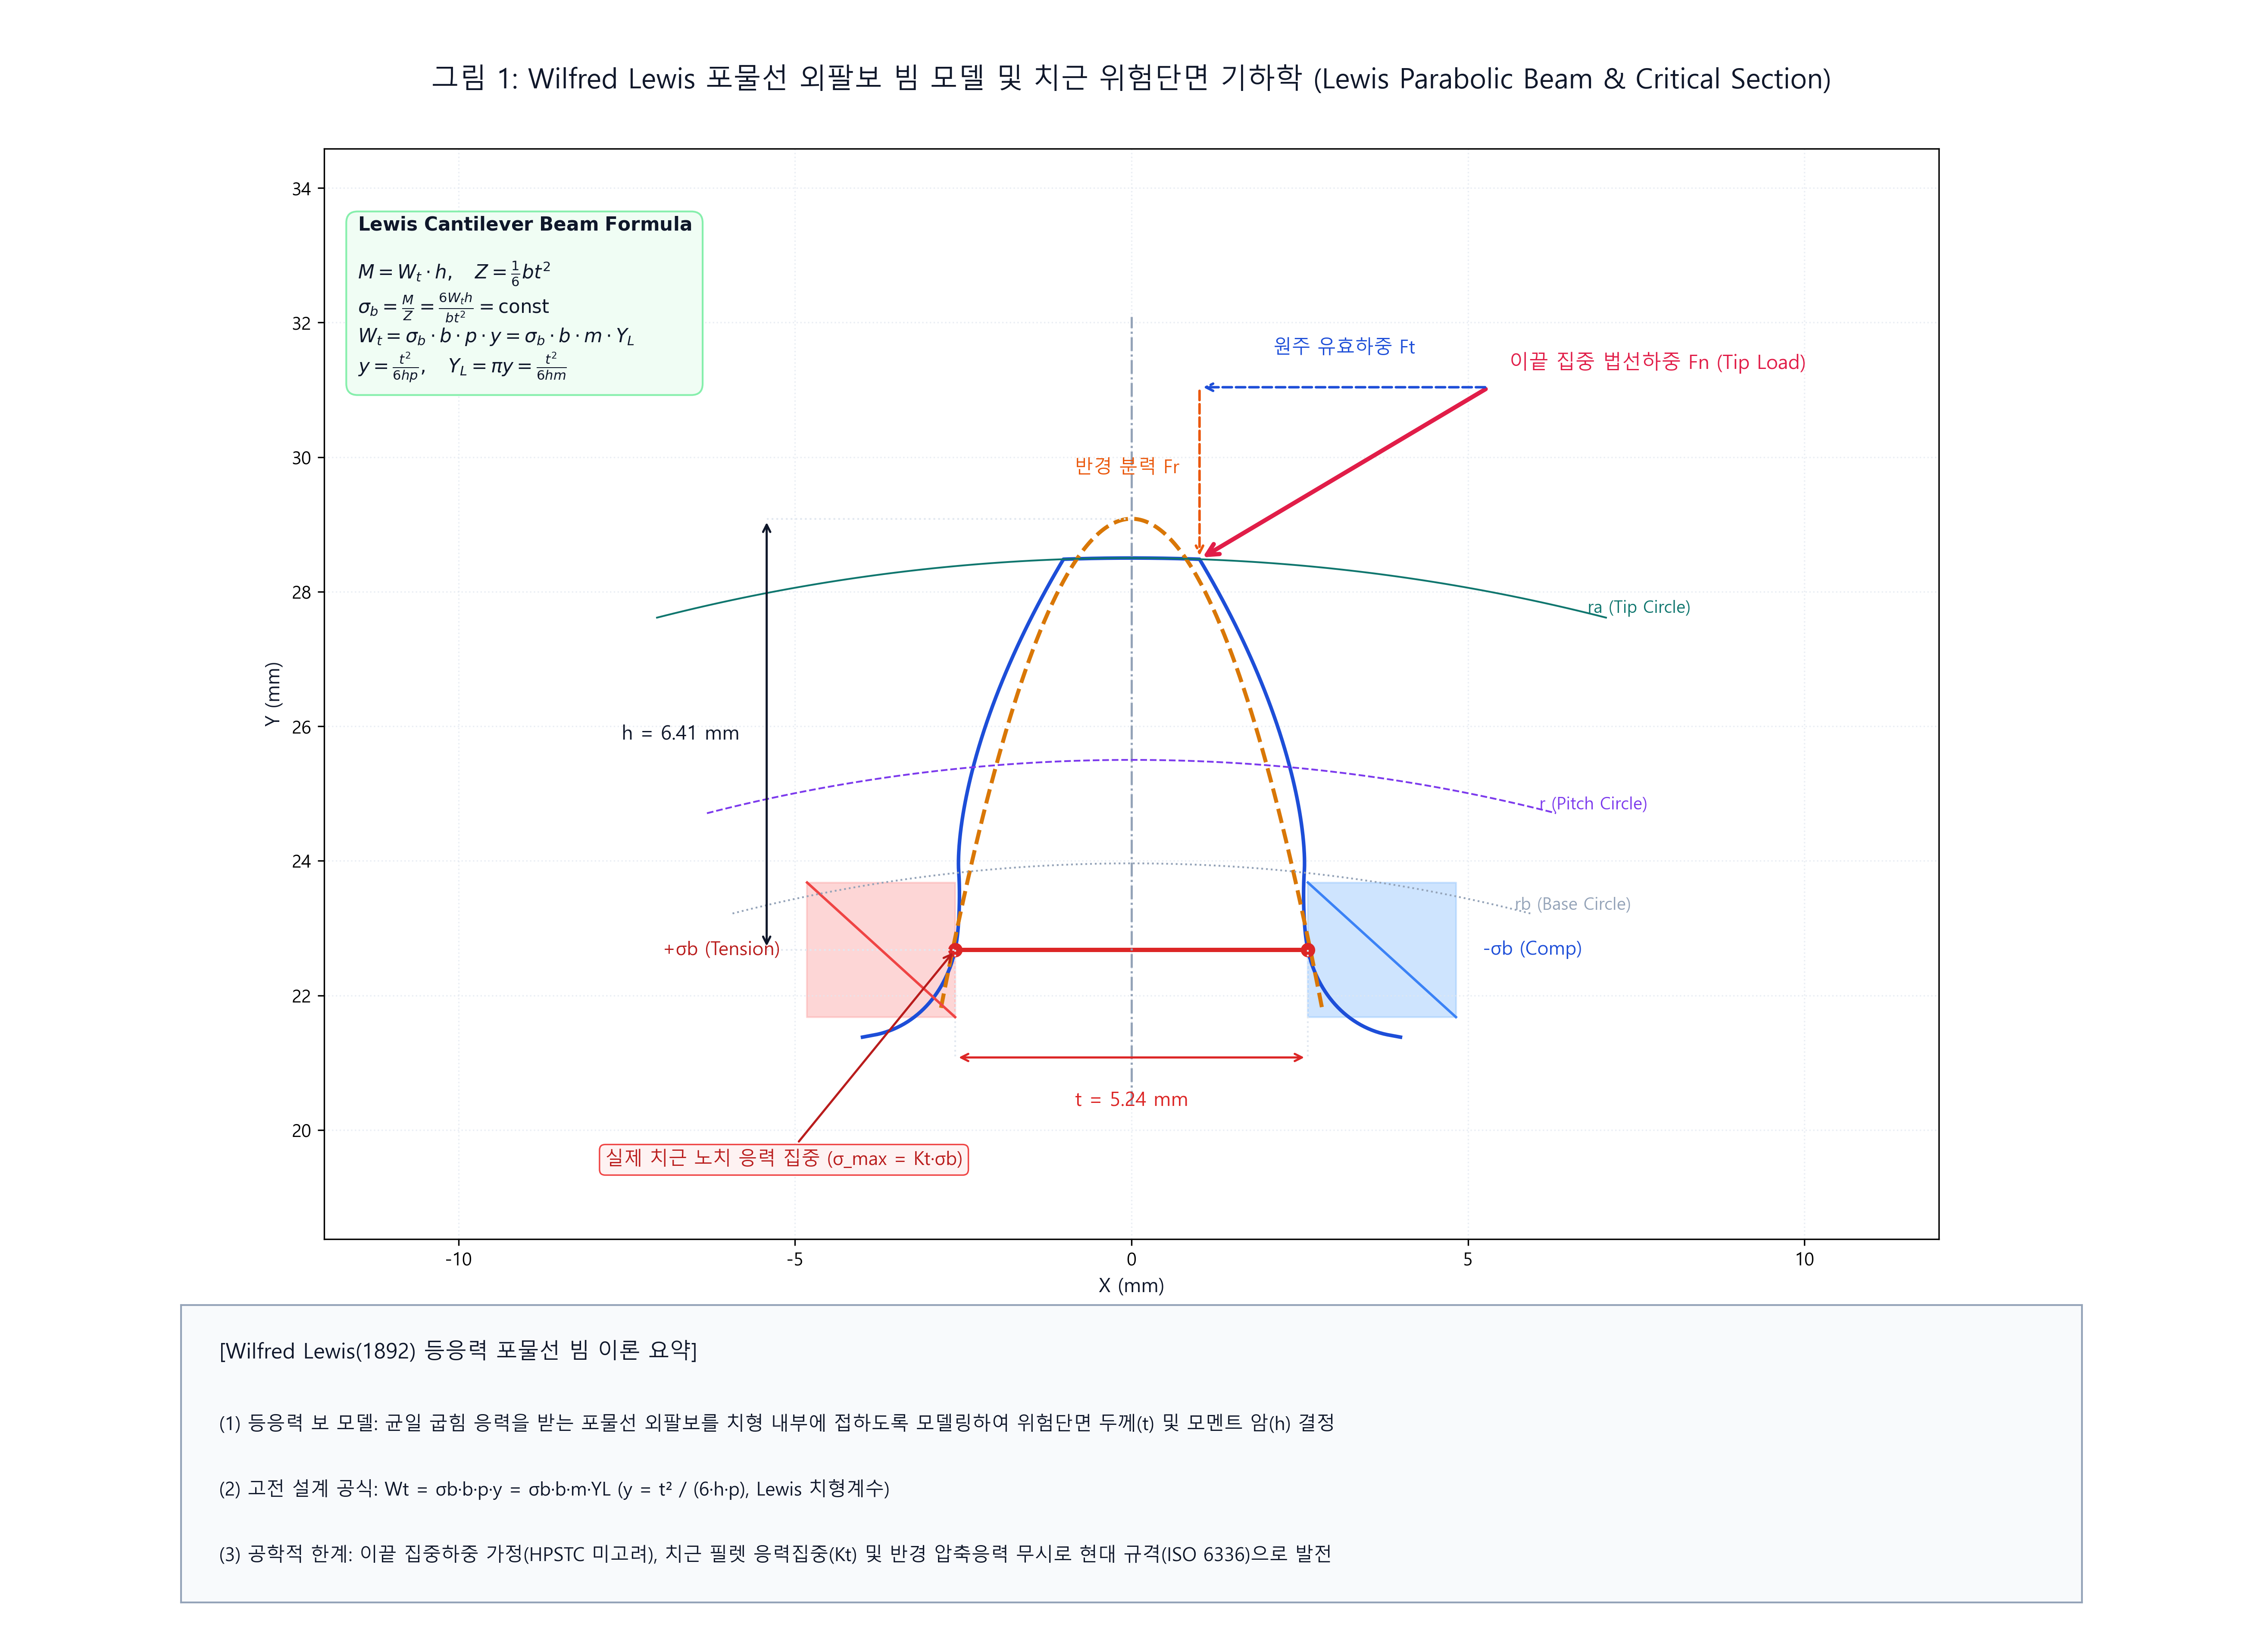 그림 1: Wilfred Lewis 포물선 외팔보 빔 모델 및 치근 위험단면 기하학 (Lewis Parabolic Beam & Critical Section)
34
32
30
28
26
24
22
20
Y (mm)
Lewis Cantilever Beam Formula
M = W_t · h,  Z = \frac{1}{6}bt^2
σ_b = \frac{M}{Z} = \frac{6W_t h}{bt^2} = const
W_t = σ_b · b · p · y = σ_b · b · m · Y_L
y = \frac{t^2}{6hp},  Y_L = πy = \frac{t^2}{6hm}
원주 유효하중 Ft
이끝 집중 법선하중 Fn (Tip Load)
반경 분력 Fr
ra (Tip Circle)
h = 6.41 mm
r (Pitch Circle)
rb (Base Circle)
+σb (Tension)
-σb (Comp)
t = 5.24 mm
실제 치근 노치 응력 집중 (σ_max = Kt·σb)
-10
-5
0
5
10
X (mm)
[Wilfred Lewis(1892) 등응력 포물선 빔 이론 요약]
(1) 등응력 보 모델: 균일 굽힘 응력을 받는 포물선 외팔보를 치형 내부에 접하도록 모델링하여 위험단면 두께(t) 및 모멘트 암(h) 결정
(2) 고전 설계 공식: Wt = σb·b·p·y = σb·b·m·YL (y = t² / (6·h·p), Lewis 치형계수)
(3) 공학적 한계: 이끝 집중하중 가정(HPSTC 미고려), 치근 필렛 응력집중(Kt) 및 반경 압축응력 무시로 현대 규격(ISO 6336)으로 발전